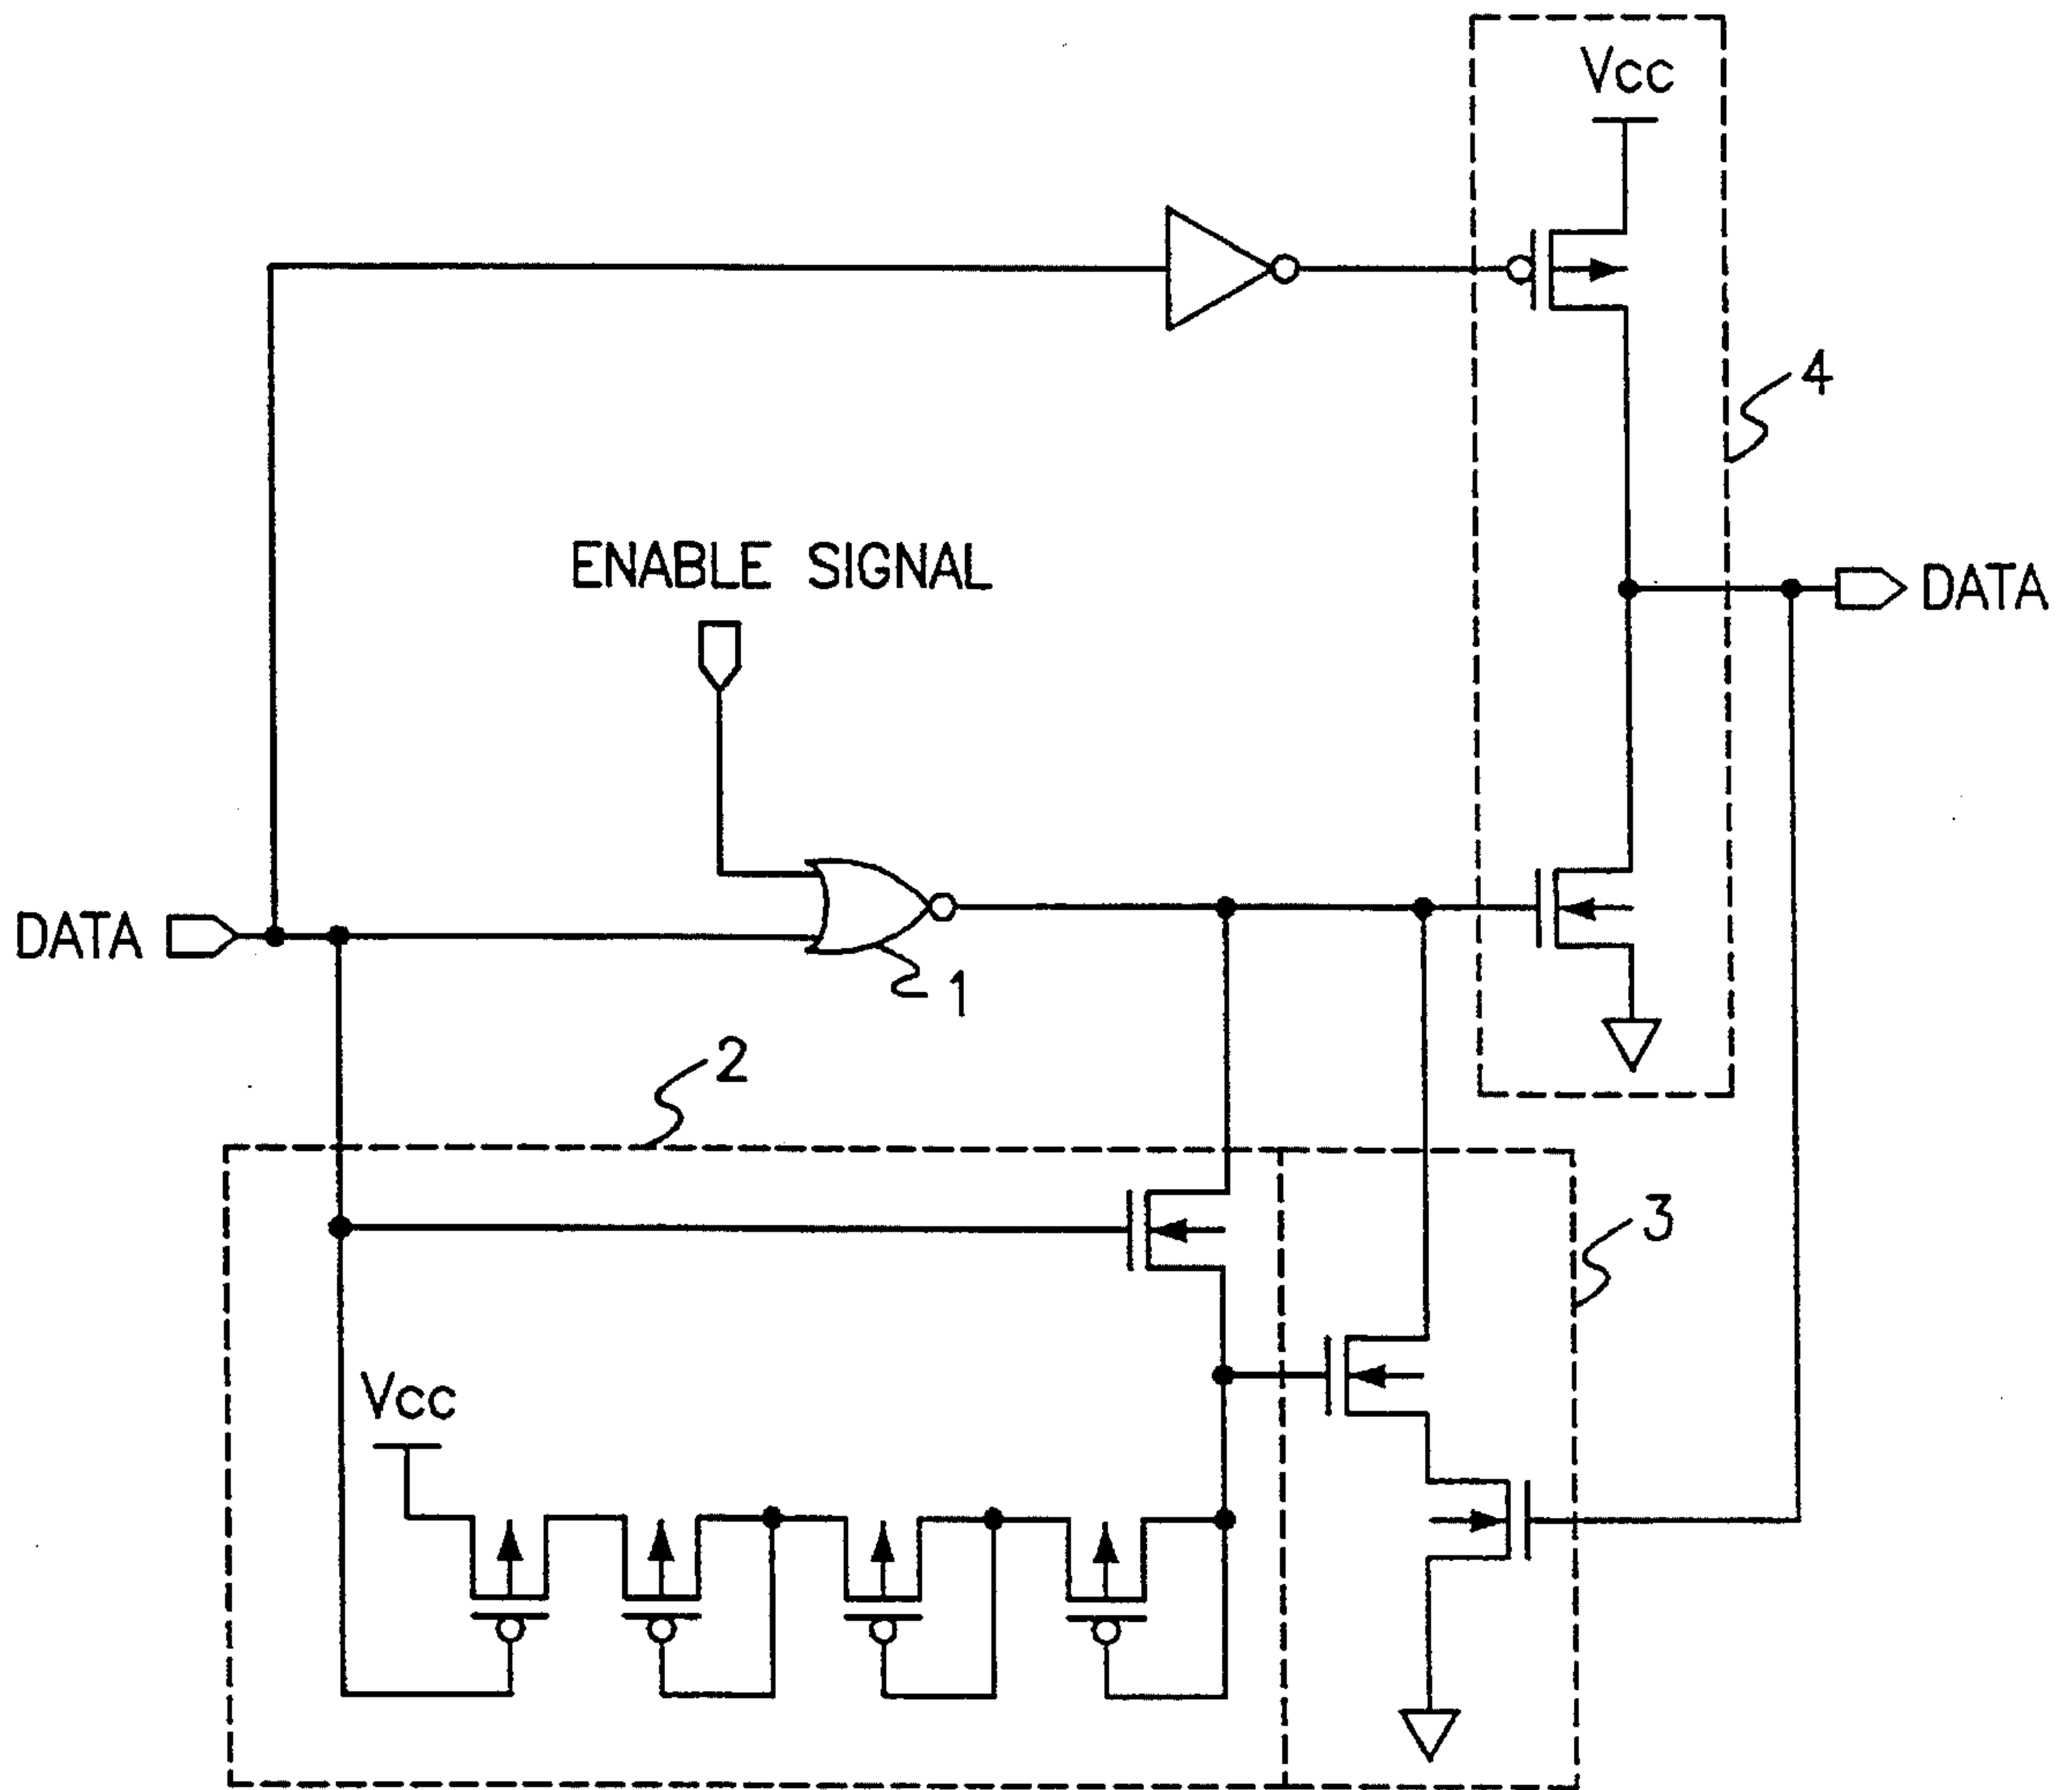 Vcc
4
ENABLE SIGNAL
DATA
DATA
1
2
3
Vcc